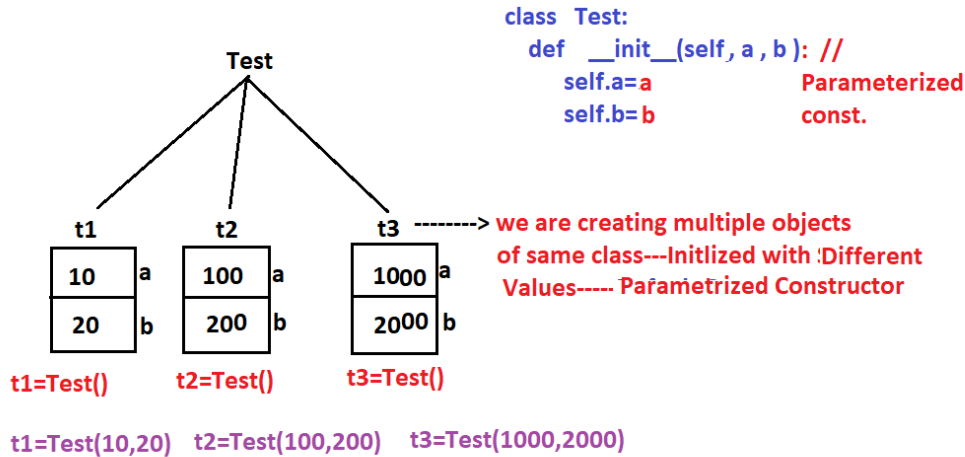 class Test:
def __init__(self, a , b ): //
self.a=a
Parameterized
self.b=b
const.
Test
t1
t2
t3 --------> we are creating multiple objects
of same class---Initlized with Different
Values----- Parametrized Constructor
10 a
100 a
1000 a
20 b
200 b
2000 b
t1=Test()
t2=Test()
t3=Test()
t1=Test(10,20)
t2=Test(100,200)
t3=Test(1000,2000)